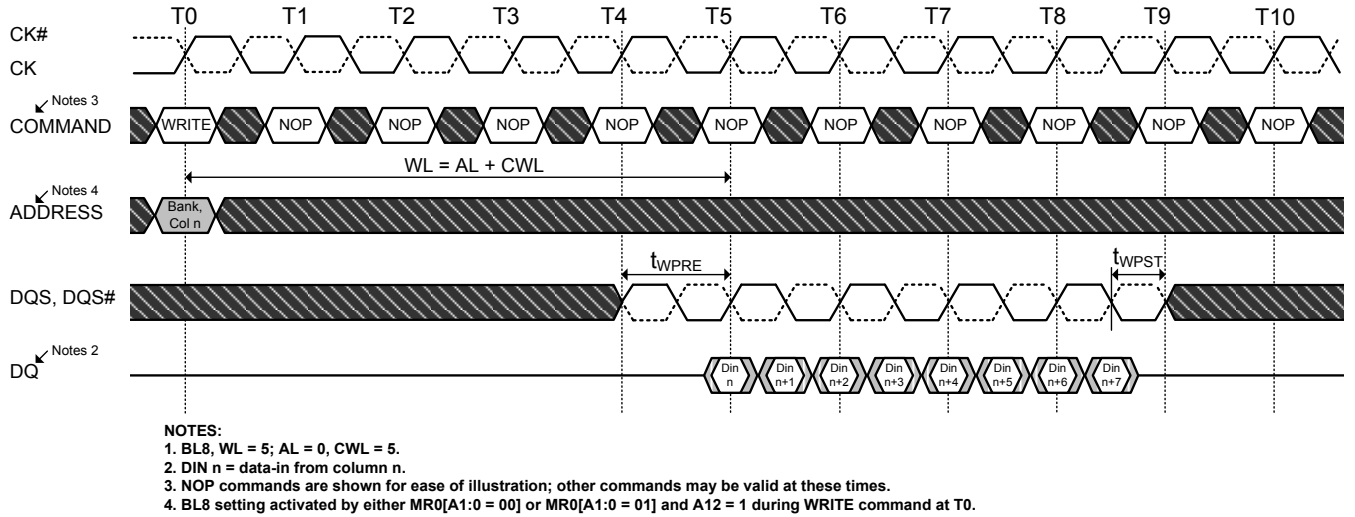 T0 T1 T2 T3 T4 T5 T6 T7 T8 T9 T10
CK#
CK
Notes 3
COMMAND WRITE NOP NOP NOP NOP NOP NOP NOP NOP NOP NOP
WL = AL + CWL
Notes 4
ADDRESS
Bank,
Col n
tWPRE tWPST
DQS, DQS#
Notes 2
DQ
Din Din Din Din Din Din Din Din
n n+1 n+2 n+3 n+4 n+5 n+6 n+7
NOTES:
1. BL8, WL = 5; AL = 0, CWL = 5.
2. DIN n = data-in from column n.
3. NOP commands are shown for ease of illustration; other commands may be valid at these times.
4. BL8 setting activated by either MR0[A1:0 = 00] or MR0[A1:0 = 01] and A12 = 1 during WRITE command at T0.